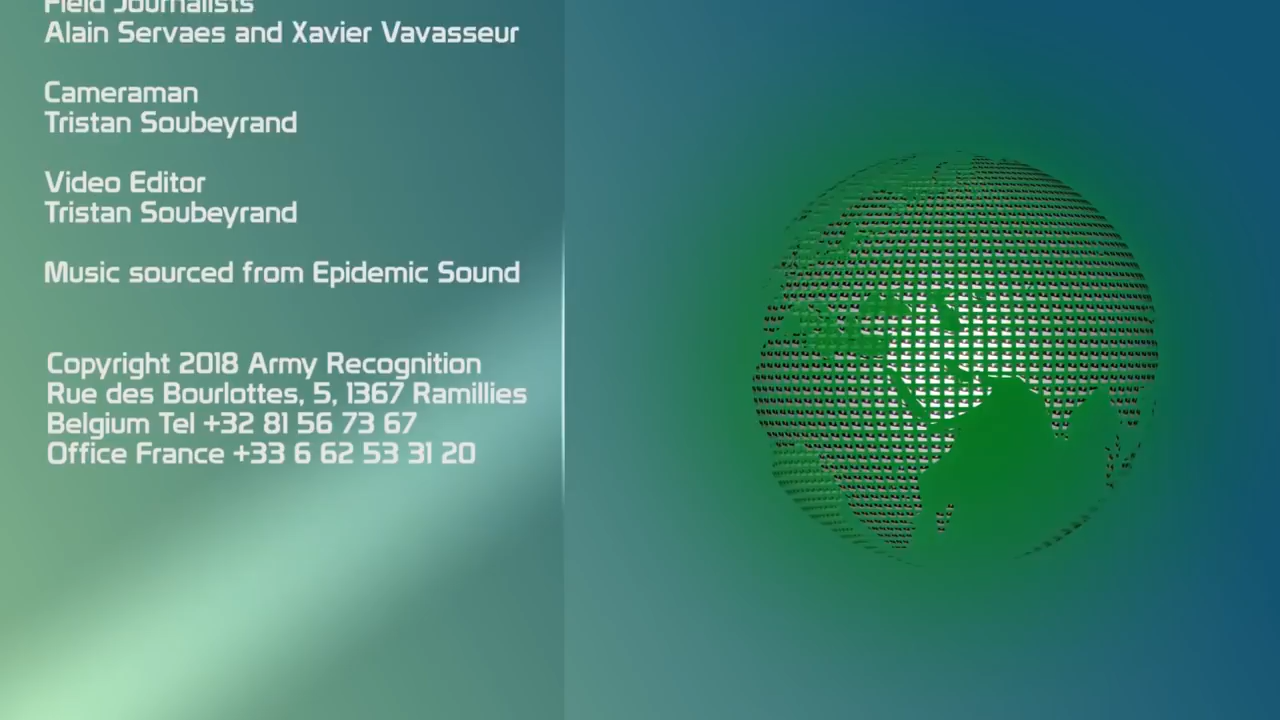 Field Journalists
Alain Servaes and Xavier Vavasseur
Cameraman
Tristan Soubeyrand
Video Editor
Tristan Soubeyrand
Music sourced from Epidemic Sound
Copyright 2018 Army Recognition
Rue des Bourlottes, 5, 1367 Ramillies
Belgium Tel +32 81 56 73 67
Office France +33 6 62 53 31 20